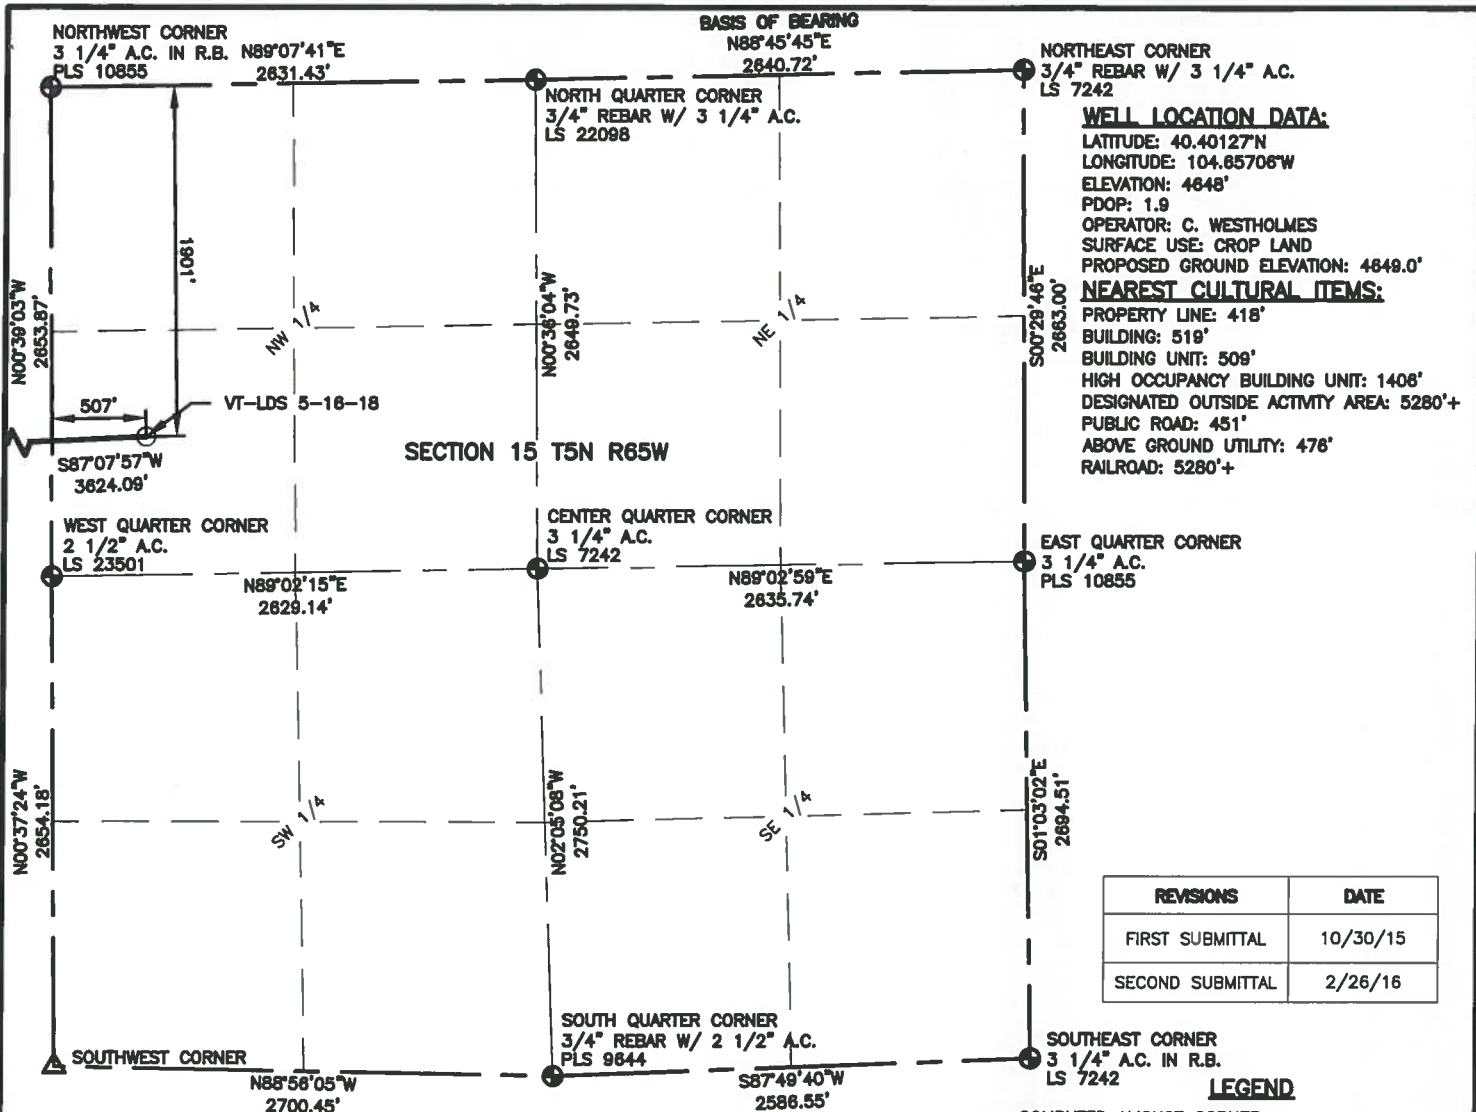 BASIS OF BEARING
N88°45'45"E
2640.72'
NORTHWEST CORNER
3 1/4" A.C. IN R.B.
PLS 10855
N89°07'41"E
2631.43'
NORTH QUARTER CORNER
3/4" REBAR W/ 3 1/4" A.C.
LS 22098
NORTHEAST CORNER
3/4" REBAR W/ 3 1/4" A.C.
LS 7242
WELL LOCATION DATA:
LATITUDE: 40.40127°N
LONGITUDE: 104.65706°W
ELEVATION: 4648'
PDOP: 1.9
OPERATOR: C. WESTHOLMES
SURFACE USE: CROP LAND
PROPOSED GROUND ELEVATION: 4649.0'
NEAREST CULTURAL ITEMS:
PROPERTY LINE: 418'
BUILDING: 519'
BUILDING UNIT: 509'
HIGH OCCUPANCY BUILDING UNIT: 1406'
DESIGNATED OUTSIDE ACTIVITY AREA: 5280'+
PUBLIC ROAD: 451'
ABOVE GROUND UTILITY: 476'
RAILROAD: 5280'+
1901'
N00°39'03"W
2653.87'
NW 1/4
N00°36'04"W
2649.73'
NE 1/4
S00°29'46"E
2663.00'
507'
VT-LDS 5-16-18
S87°07'57"W
3624.09'
SECTION 15 T5N R65W
WEST QUARTER CORNER
2 1/2" A.C.
LS 23501
CENTER QUARTER CORNER
3 1/4" A.C.
LS 7242
EAST QUARTER CORNER
3 1/4" A.C.
PLS 10855
N89°02'15"E
2629.14'
N89°02'59"E
2635.74'
N00°37'24"W
2654.18'
SW 1/4
N02°05'08"W
2750.21'
SE 1/4
S01°03'02"E
2694.51'
REVISIONS DATE
FIRST SUBMITTAL 10/30/15
SECOND SUBMITTAL 2/26/16
SOUTHWEST CORNER
N88°56'05"W
2700.45'
SOUTH QUARTER CORNER
3/4" REBAR W/ 2 1/2" A.C.
PLS 9644
S87°49'40"W
2586.55'
SOUTHEAST CORNER
3 1/4" A.C. IN R.B.
LS 7242
LEGEND